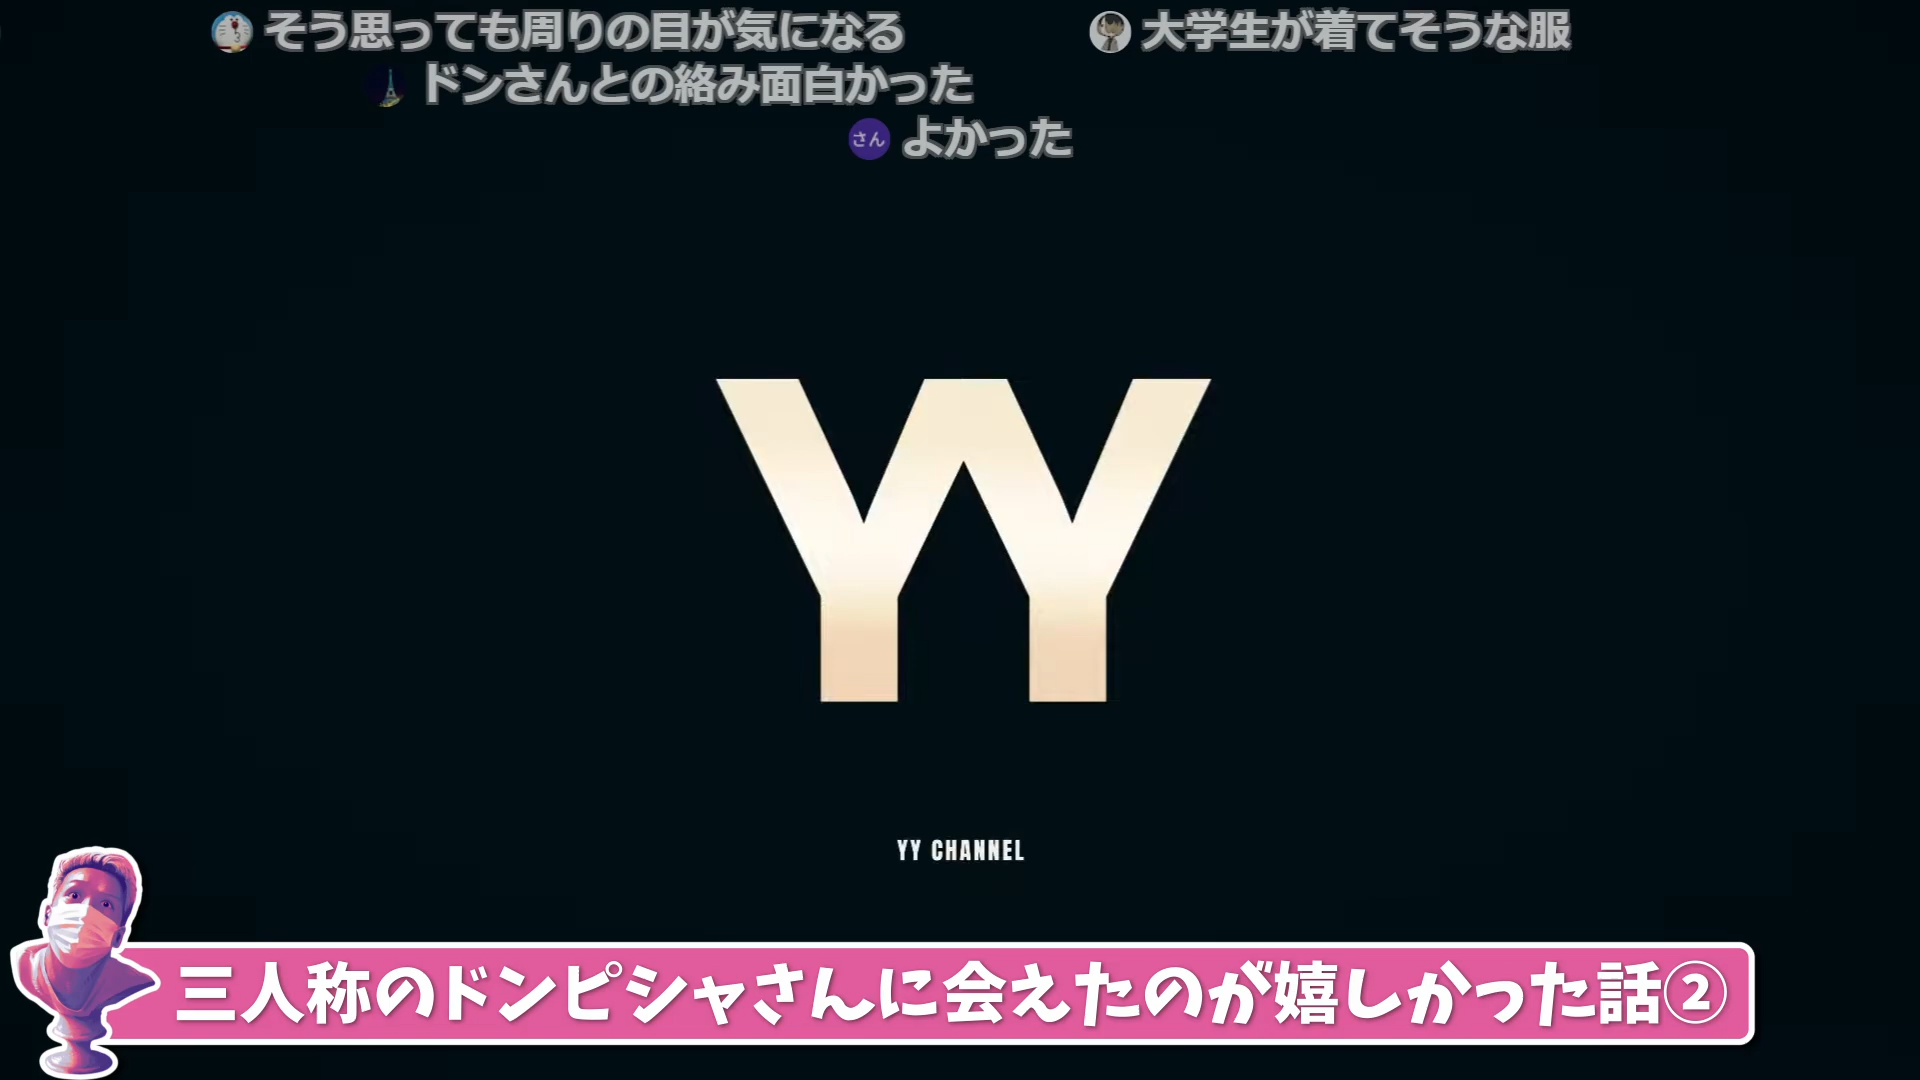 そう思っても周りの目が気になる
大学生が着てそうな服
ドンさんとの絡み面白かった
さん よかった
YY
YY CHANNEL
三人称のドンピシャさんに会えたのが嬉しかった話②